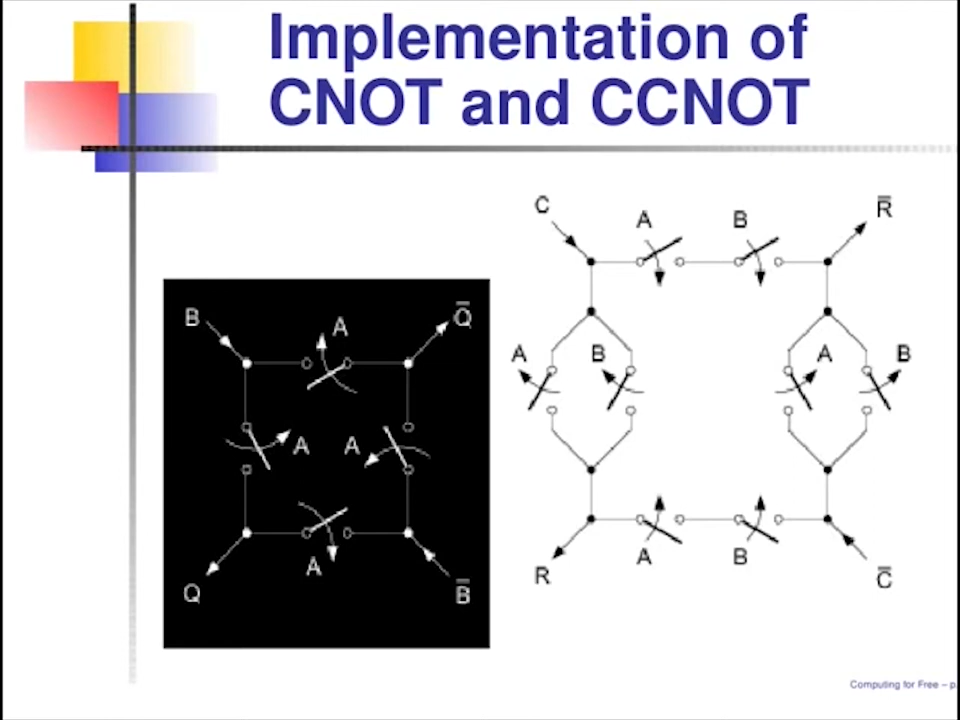 Implementation of
CNOT and CCNOT
C
A
B
R̅
A
B
A
B
A
B
R
C̅
B
A
Q̅
A
A
A
Q
B̅
Computing for Free – p.